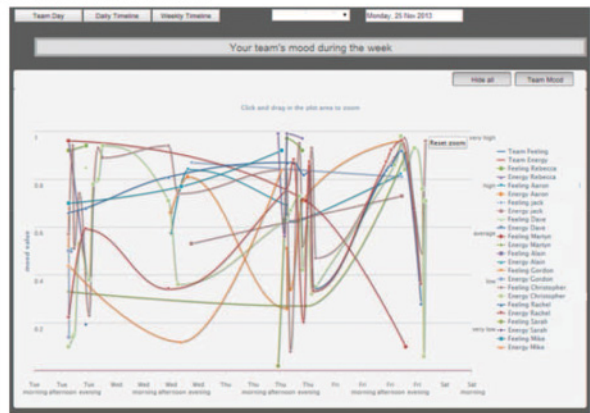 Team Day
Daily Timeline
Weekly Timeline
Monday, 25 Nov 2013
Your team's mood during the week
Hide all
Team Mood
Click and drag in the plot area to zoom
Reset zoom
mood value
1
0.8
0.6
0.4
0.2
very high
high
average
low
very low
Team Feeling
Team Energy
Feeling Rebecca
Energy Rebecca
Feeling Aaron
Energy Aaron
Feeling Jack
Energy Jack
Feeling Dave
Energy Dave
Feeling Martyn
Energy Martyn
Feeling Alain
Energy Alain
Feeling Gordon
Energy Gordon
Feeling Christopher
Energy Christopher
Feeling Rachel
Energy Rachel
Feeling Sarah
Energy Sarah
Feeling Mike
Energy Mike
Tue Tue Tue Wed Wed Wed Thu Thu Thu Fri Fri Fri Sat Sat
morning afternoon evening morning afternoon evening morning afternoon evening morning afternoon evening morning